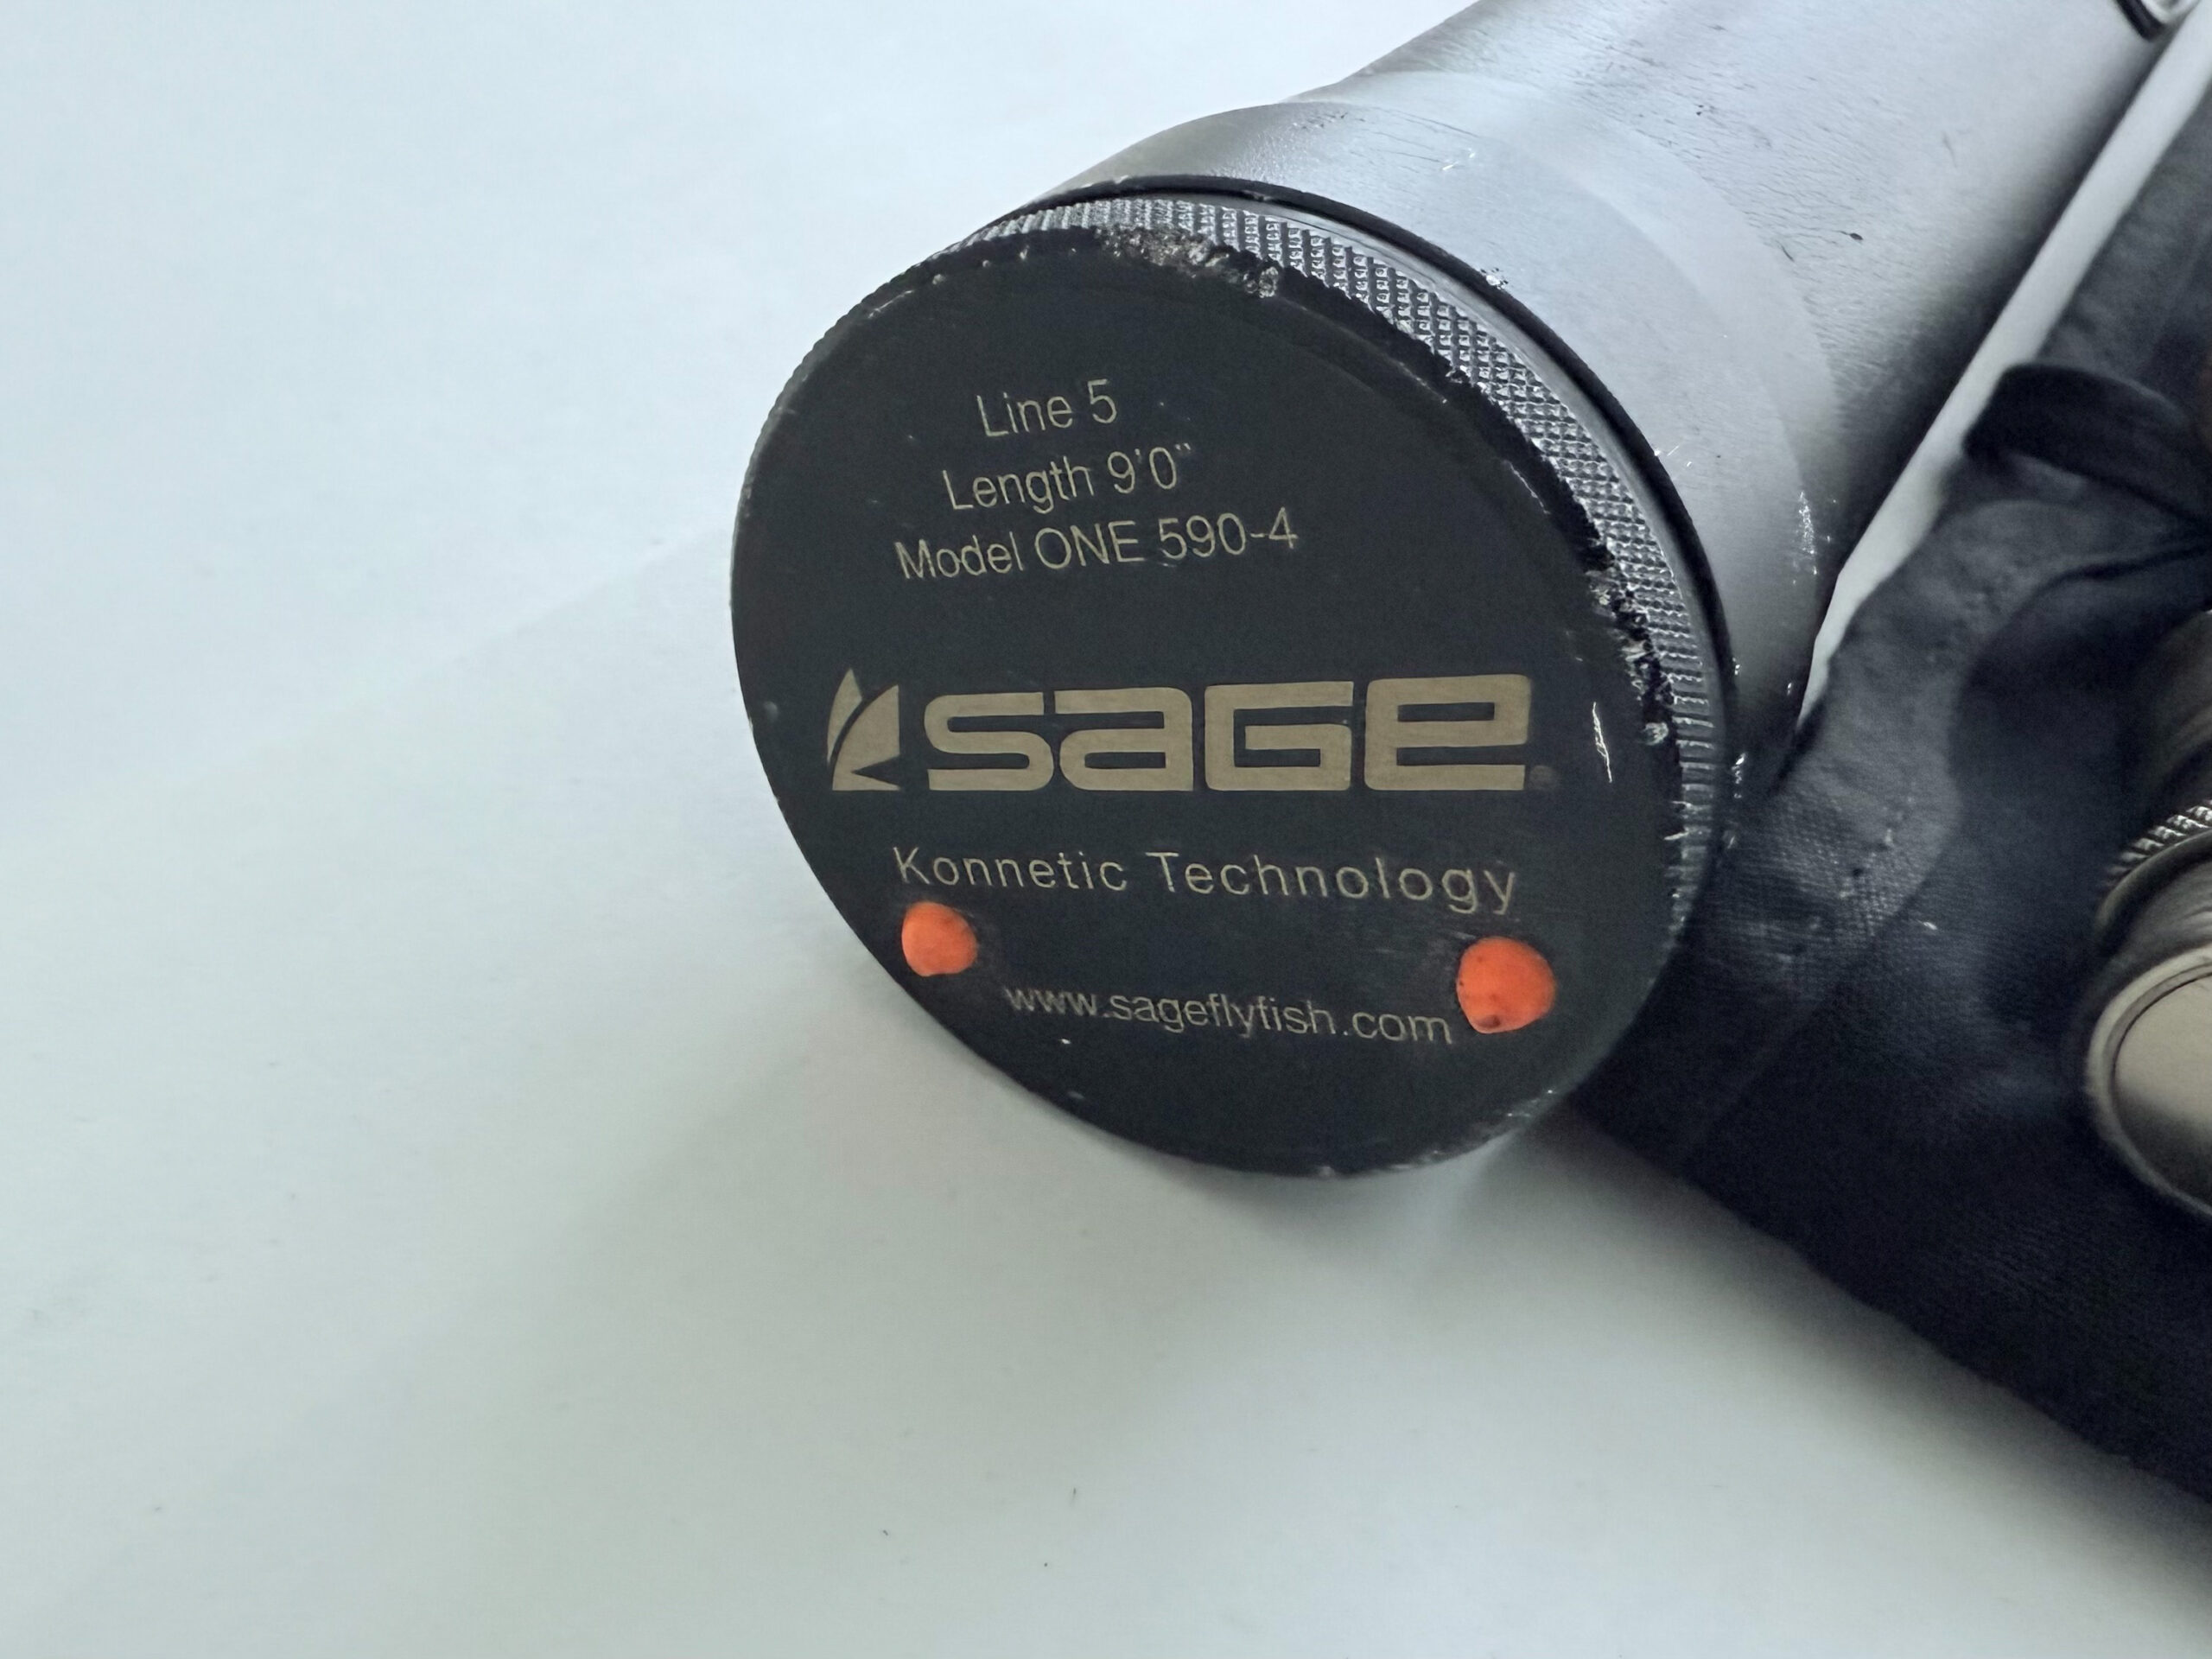 Line 5
Length 9'0"
Model ONE 590-4
SAGE
Konnetic Technology
www.sageflyfish.com